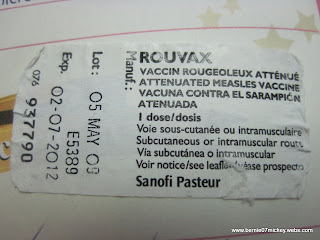 ROUVAX
VACCIN ROUGEOLEUX ATTÉNUÉ
ATTENUATED MEASLES VACCINE
VACUNA CONTRA EL SARAMPIÓN
ATENUADA
1 dose/dosis
Voie sous-cutanée ou intramusculaire
Subcutaneous or intramuscular route
Vía subcutánea o intramuscular
Voir notice/see leaflet/véase prospecto
Sanofi Pasteur
Manuf.:
Lot: 05 MAY 09
Exp. E5389
02-07-2012
076 937790
www.bernie07mickey.webs.com